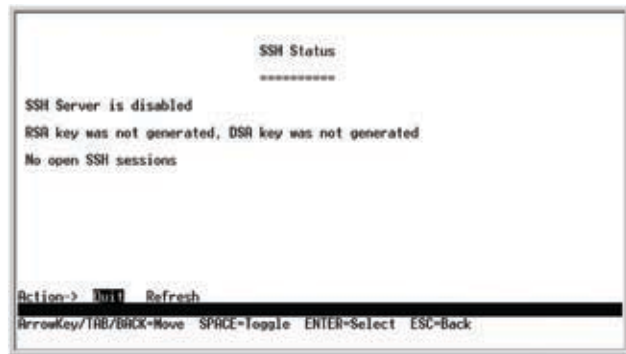 SSH Status
==========
SSH Server is disabled
RSA key was not generated, DSA key was not generated
No open SSH sessions
Action-> Quit Refresh
ArrowKey/TAB/BACK=Move SPACE=Toggle ENTER=Select ESC=Back